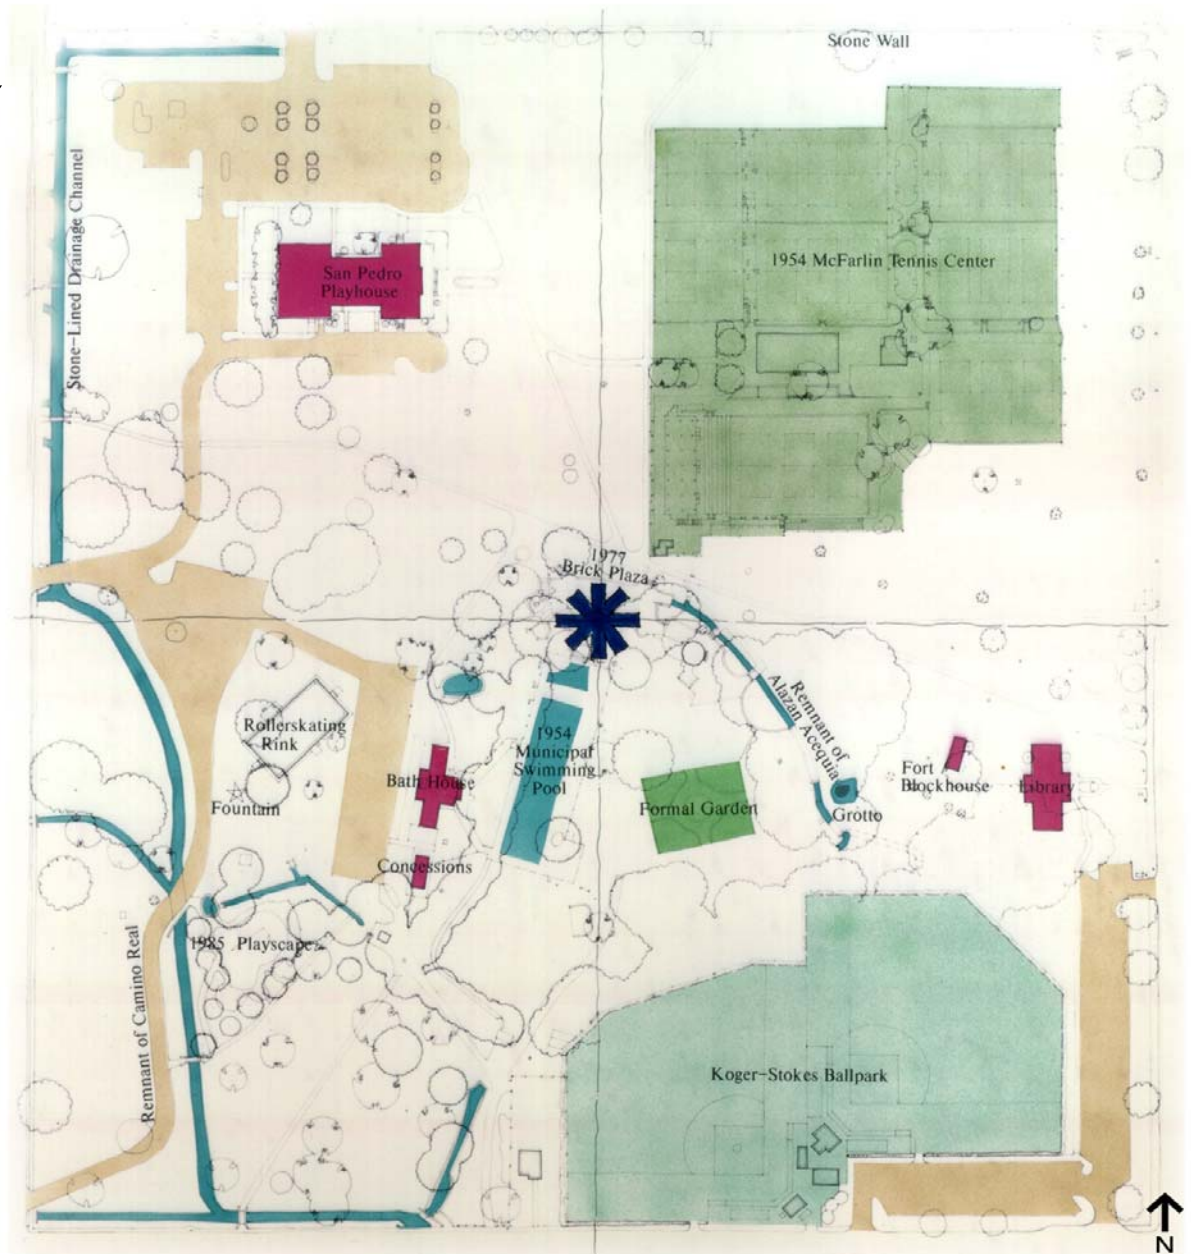 Stone Wall
Stone-Lined Drainage Channel
San Pedro
Playhouse
1954 McFarlin Tennis Center
1977
Brick Plaza
Remnant of
Alazan Acequia
Rollerskating
Rink
Fountain
Bath House
1954
Municipal
Swimming
Pool
Formal Garden
Fort
Blockhouse
Library
Grotto
Concessions
1985 Playscape
Remnant of Camino Real
Koger-Stokes Ballpark
N